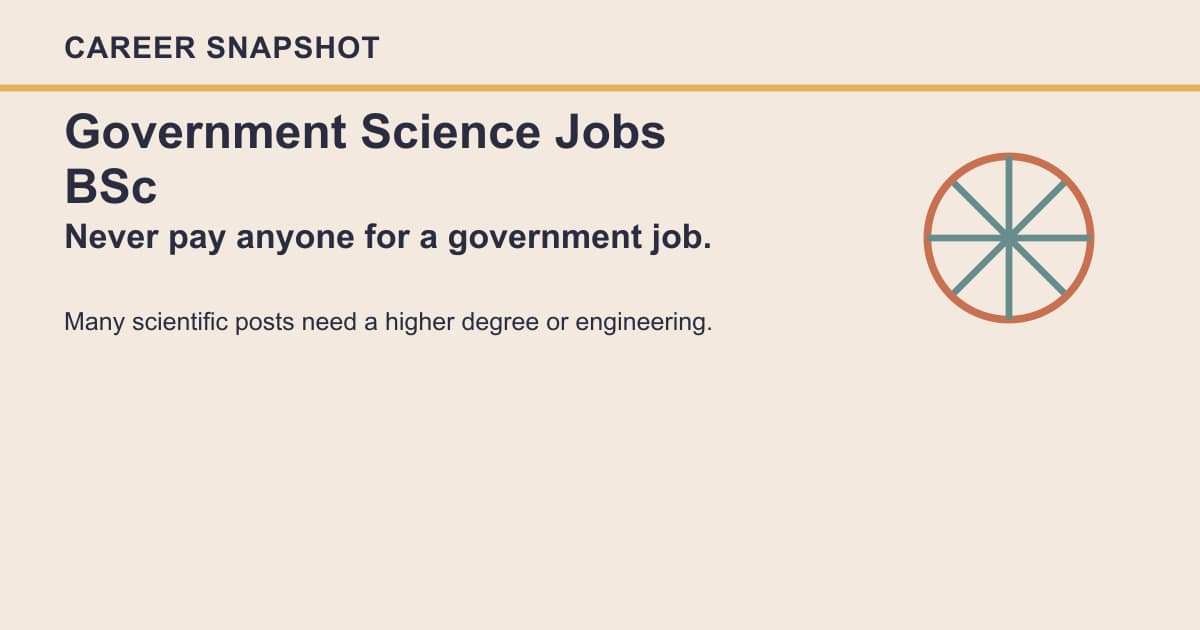 CAREER SNAPSHOT
Government Science Jobs
BSc
Never pay anyone for a government job.
Many scientific posts need a higher degree or engineering.